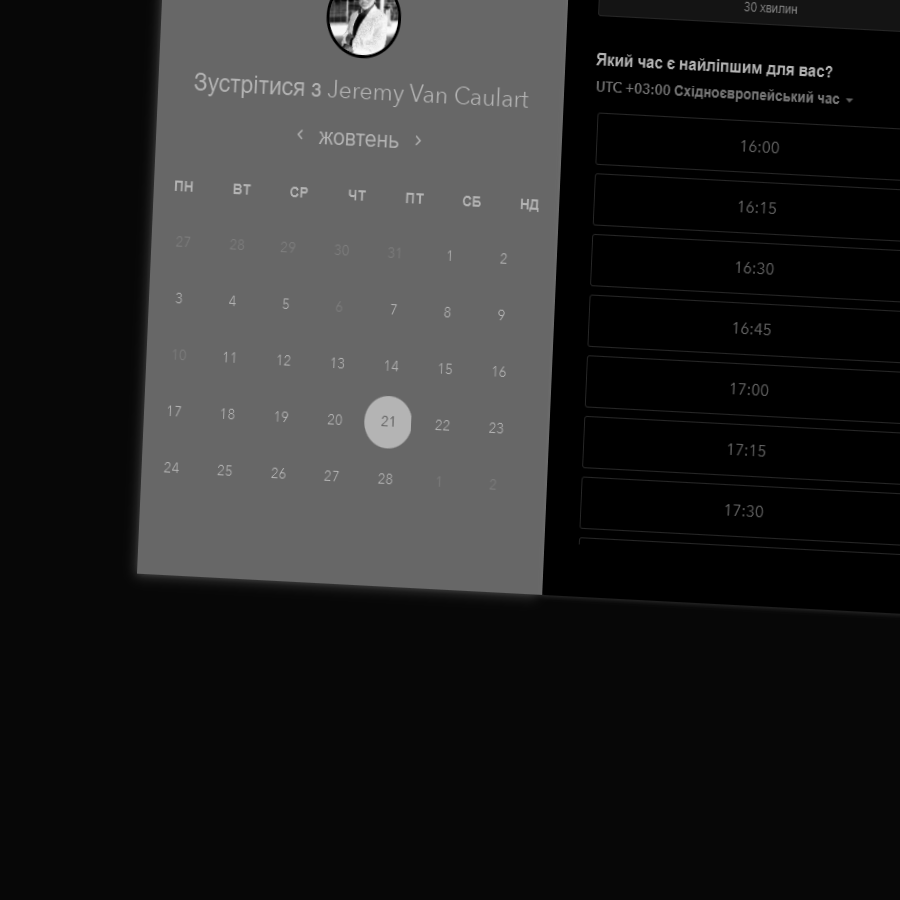 Зустрітися з Jeremy Van Caulart
жовтень
ПН ВТ СР ЧТ ПТ СБ НД
27 28 29 30 31 1 2
3 4 5 6 7 8 9
10 11 12 13 14 15 16
17 18 19 20 21 22 23
24 25 26 27 28 1 2
30 хвилин
Який час є найліпшим для вас?
UTC +03:00 Східноєвропейський час
16:00
16:15
16:30
16:45
17:00
17:15
17:30